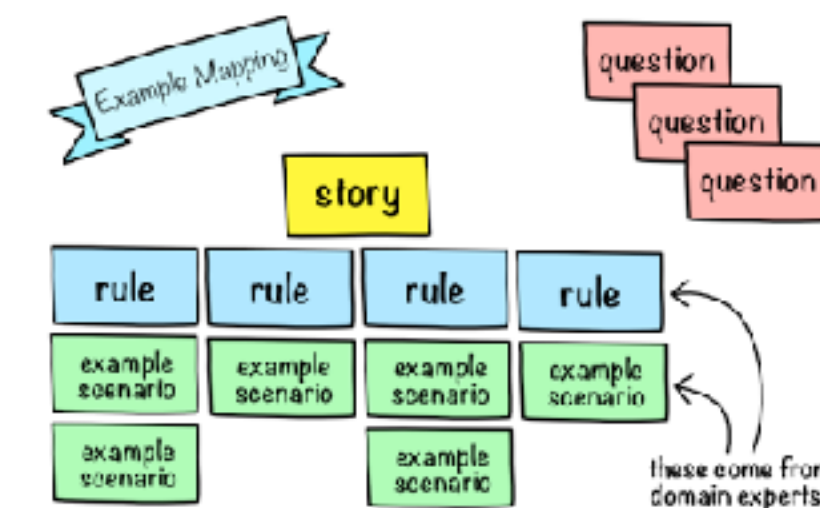 Example Mapping
question
question
question
story
rule rule rule rule
example example example example
scenario scenario scenario scenario
example example
scenario scenario
these come from
domain experts